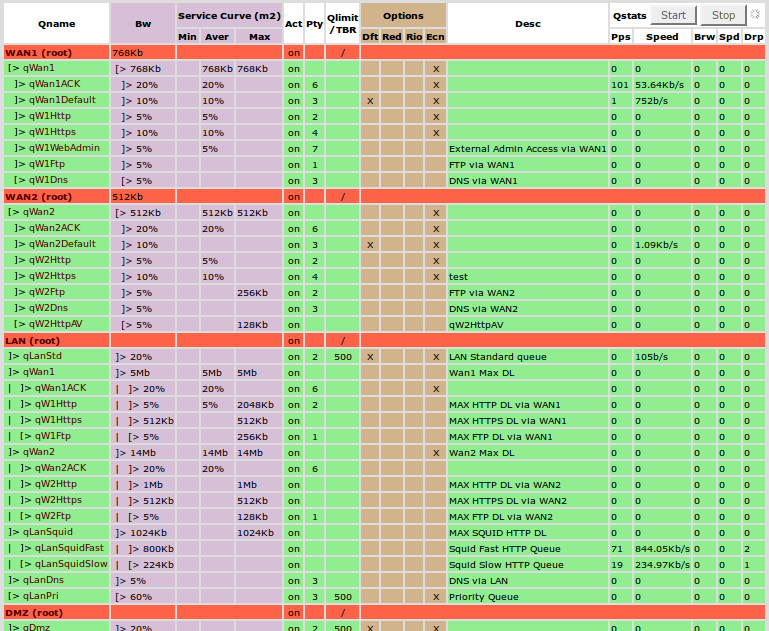 Qname Bw Service Curve (m2) Act Pty Qlimit /TBR Options Desc Qstats Start Stop
Min Aver Max Dft Red Rio Ecn Pps Speed Brw Spd Drp
WAN1 (root) 768Kb on /
[> qWan1 [> 768Kb 768Kb 768Kb on X 0 0 0 0 0
]> qWan1ACK ]> 20% 20% on 6 X 101 53.64Kb/s 0 0 0
]> qWan1Default ]> 10% 10% on 3 X X 1 752b/s 0 0 0
]> qW1Http ]> 5% 5% on 2 X 0 0 0 0 0
]> qW1Https ]> 10% 10% on 4 X 0 0 0 0 0
]> qW1WebAdmin ]> 5% 5% on 7 External Admin Access via WAN1 0 0 0 0 0
]> qW1Ftp ]> 5% on 1 FTP via WAN1 0 0 0 0 0
[> qW1Dns [> 5% on 3 DNS via WAN1 0 0 0 0 0
WAN2 (root) 512Kb on /
[> qWan2 [> 512Kb 512Kb 512Kb on X 0 0 0 0 0
]> qWan2ACK ]> 20% 20% on 6 X 0 0 0 0 0
]> qWan2Default ]> 10% on 3 X X 0 1.09Kb/s 0 0 0
]> qW2Http ]> 5% 5% on 2 X 0 0 0 0 0
]> qW2Https ]> 10% 10% on 4 X test 0 0 0 0 0
]> qW2Ftp ]> 5% 256Kb on 2 FTP via WAN2 0 0 0 0 0
]> qW2Dns ]> 5% on 3 DNS via WAN2 0 0 0 0 0
[> qW2HttpAV [> 5% 128Kb on qW2HttpAV 0 0 0 0 0
LAN (root) on /
]> qLanStd ]> 20% on 2 500 X X LAN Standard queue 0 105b/s 0 0 0
]> qWan1 ]> 5Mb 5Mb 5Mb on Wan1 Max DL 0 0 0 0 0
| ]> qWan1ACK | ]> 20% 20% on 6 X 0 0 0 0 0
| ]> qW1Http | ]> 5% 5% 2048Kb on 2 MAX HTTP DL via WAN1 0 0 0 0 0
| ]> qW1Https | ]> 512Kb 512Kb on MAX HTTPS DL via WAN1 0 0 0 0 0
| [> qW1Ftp | [> 5% 256Kb on 1 MAX FTP DL via WAN1 0 0 0 0 0
]> qWan2 ]> 14Mb 14Mb 14Mb on X Wan2 Max DL 0 0 0 0 0
| ]> qWan2ACK | ]> 20% 20% on 6 0 0 0 0 0
| ]> qW2Http | ]> 1Mb 1Mb on MAX HTTP DL via WAN2 0 0 0 0 0
| ]> qW2Https | ]> 512Kb 512Kb on MAX HTTPS DL via WAN2 0 0 0 0 0
| [> qW2Ftp | [> 5% 128Kb on 1 MAX FTP DL via WAN2 0 0 0 0 0
]> qLanSquid ]> 1024Kb 1024Kb on MAX SQUID HTTP DL 0 0 0 0 0
| ]> qLanSquidFast | ]> 800Kb on Squid Fast HTTP Queue 71 844.05Kb/s 0 0 2
| [> qLanSquidSlow | [> 224Kb on Squid Slow HTTP Queue 19 234.97Kb/s 0 0 1
]> qLanDns ]> 5% on 3 DNS via LAN 0 0 0 0 0
[> qLanPri [> 60% on 3 500 X Priority Queue 0 0 0 0 0
DMZ (root) on /
]> qDmz ]> 20% on 2 500 X X 0 0 0 0 0